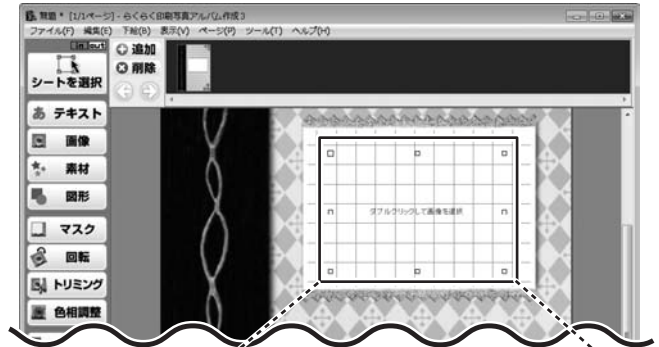 無題 * [1/1ページ] - らくらく印刷写真アルバム作成3
ファイル(F) 編集(E) 下絵(B) 表示(V) ページ(P) ツール(T) ヘルプ(H)
in out
シートを選択
追加
削除
あ テキスト
画像
素材
図形
マスク
回転
トリミング
色相調整
ダブルクリックして画像を選択